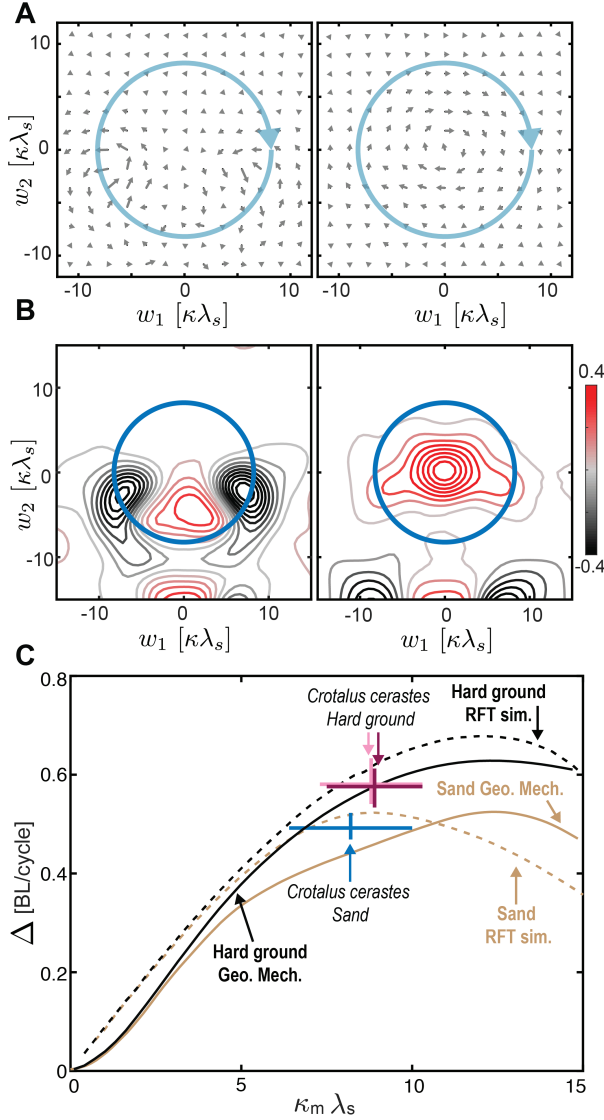 A
10
0
-10
w₂ [κλₛ]
-10 0 10 -10 0 10
w₁ [κλₛ] w₁ [κλₛ]
B
10
0
-10
w₂ [κλₛ]
0.4
-0.4
-10 0 10 -10 0 10
w₁ [κλₛ] w₁ [κλₛ]
C
0.8
0.6
0.4
0.2
0
Δ [BL/cycle]
Crotalus cerastes
Hard ground
Hard ground
RFT sim.
Sand Geo. Mech.
Crotalus cerastes
Sand
Sand
RFT sim.
Hard ground
Geo. Mech.
0 5 10 15
κₘ λₛ